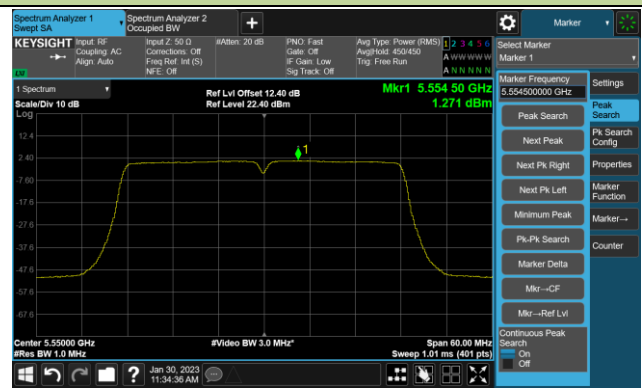 Spectrum Analyzer 1
Swept SA
Spectrum Analyzer 2
Occupied BW
Marker
KEYSIGHT
Input: RF
Coupling: AC
Align: Auto
Input Z: 50 Ω
Corrections: Off
Freq Ref: Int (S)
NFE: Off
#Atten: 20 dB
PNO: Fast
Gate: Off
IF Gain: Low
Sig Track: Off
Avg Type: Power (RMS)
Avg|Hold: 450/450
Trig: Free Run
1 2 3 4 5 6
A W W W W W
A N N N N N
Select Marker
Marker 1
1 Spectrum
Scale/Div 10 dB
Log
Ref Lvl Offset 12.40 dB
Ref Level 22.40 dBm
Mkr1 5.554 50 GHz
1.271 dBm
12.4
2.40
-7.60
-17.6
-27.6
-37.6
-47.6
-57.6
-67.6
1
Center 5.55000 GHz
#Res BW 1.0 MHz
#Video BW 3.0 MHz*
Span 60.00 MHz
Sweep 1.01 ms (401 pts)
Marker Frequency
5.554500000 GHz
Peak Search
Next Peak
Next Pk Right
Next Pk Left
Minimum Peak
Pk-Pk Search
Marker Delta
Mkr→CF
Mkr→Ref Lvl
Continuous Peak
Search
On
Off
Settings
Peak
Search
Pk Search
Config
Properties
Marker
Function
Marker→
Counter
?
Jan 30, 2023
11:34:36 AM